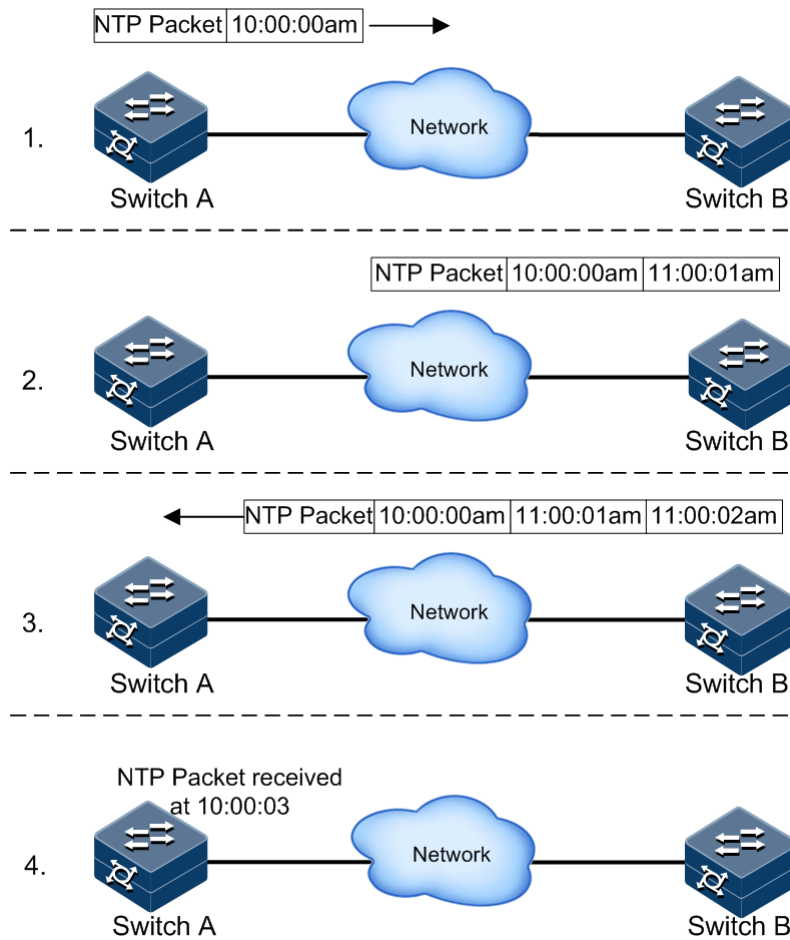 NTP Packet 10:00:00am
1.
Network
Switch A
Switch B
NTP Packet 10:00:00am 11:00:01am
2.
Network
Switch A
Switch B
NTP Packet 10:00:00am 11:00:01am 11:00:02am
3.
Network
Switch A
Switch B
NTP Packet received
at 10:00:03
4.
Network
Switch A
Switch B